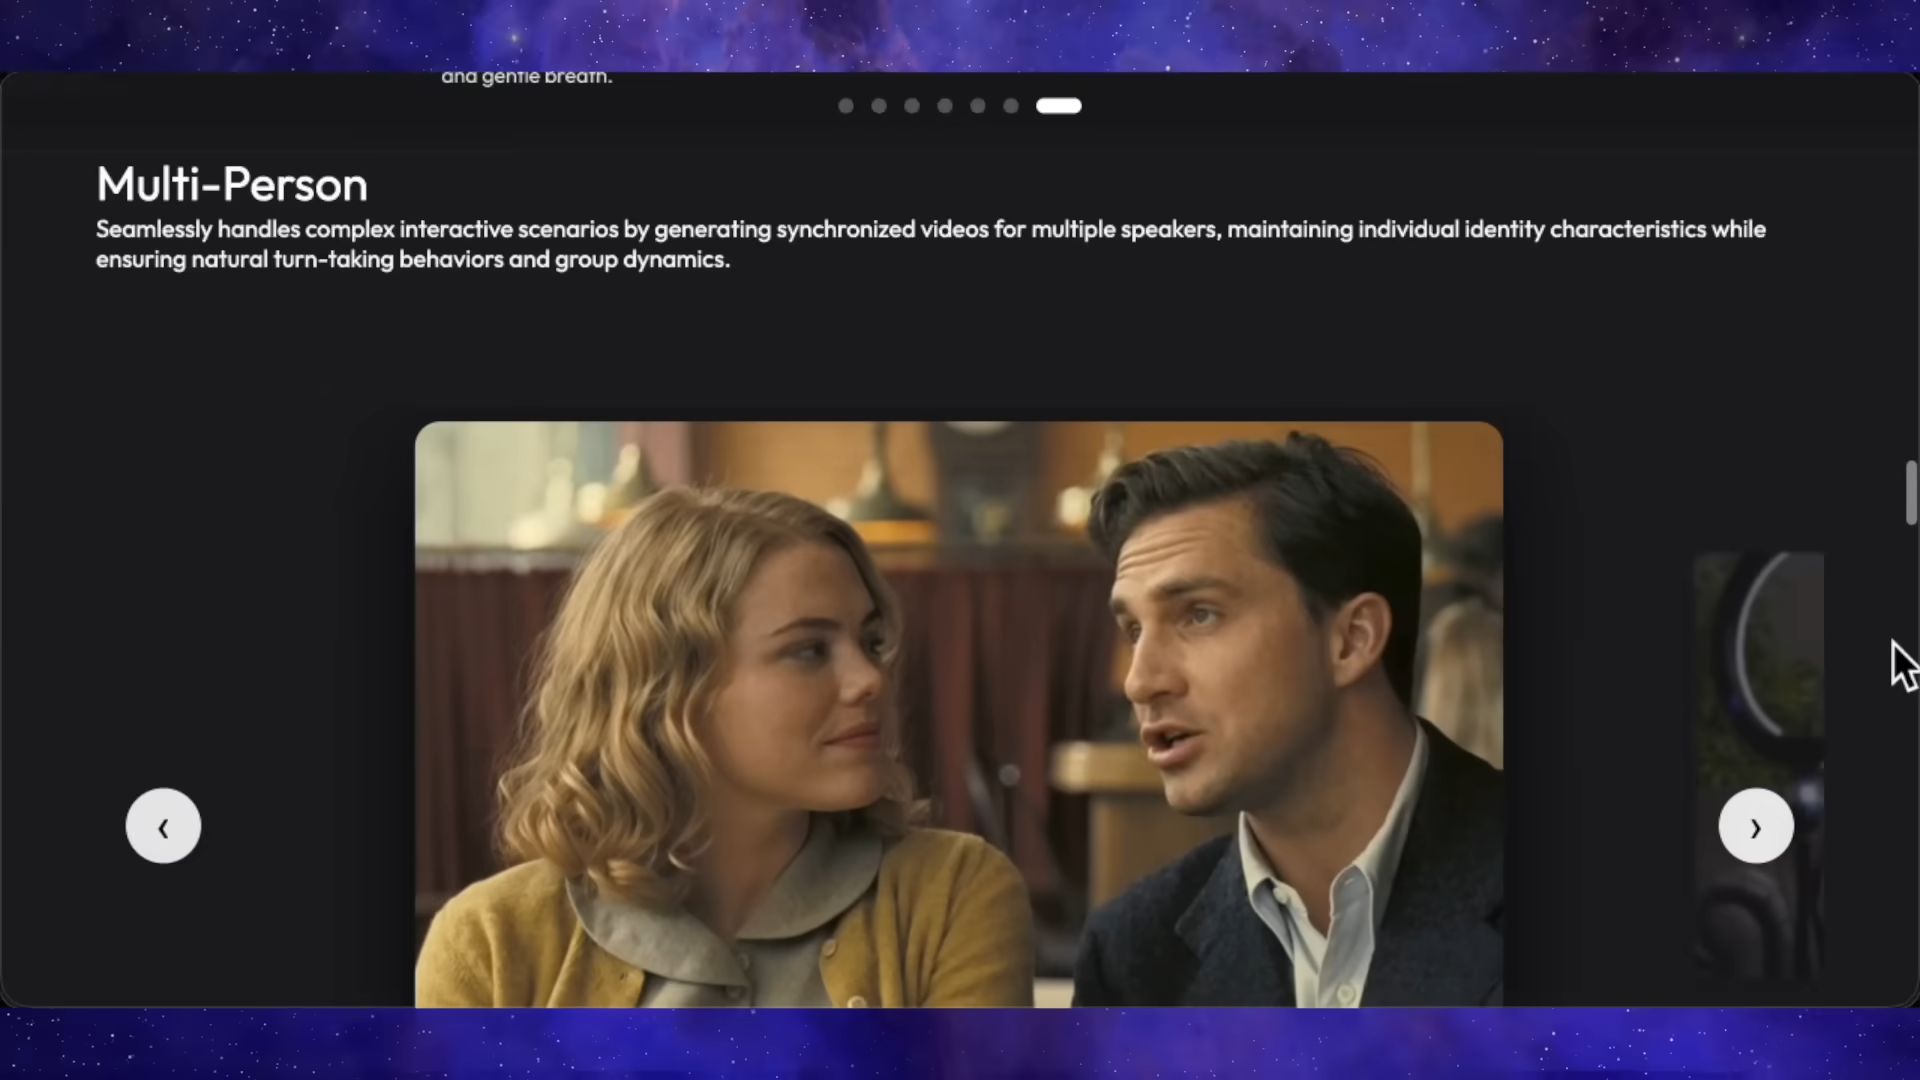 and gentle breath.
Multi-Person
Seamlessly handles complex interactive scenarios by generating synchronized videos for multiple speakers, maintaining individual identity characteristics while
ensuring natural turn-taking behaviors and group dynamics.